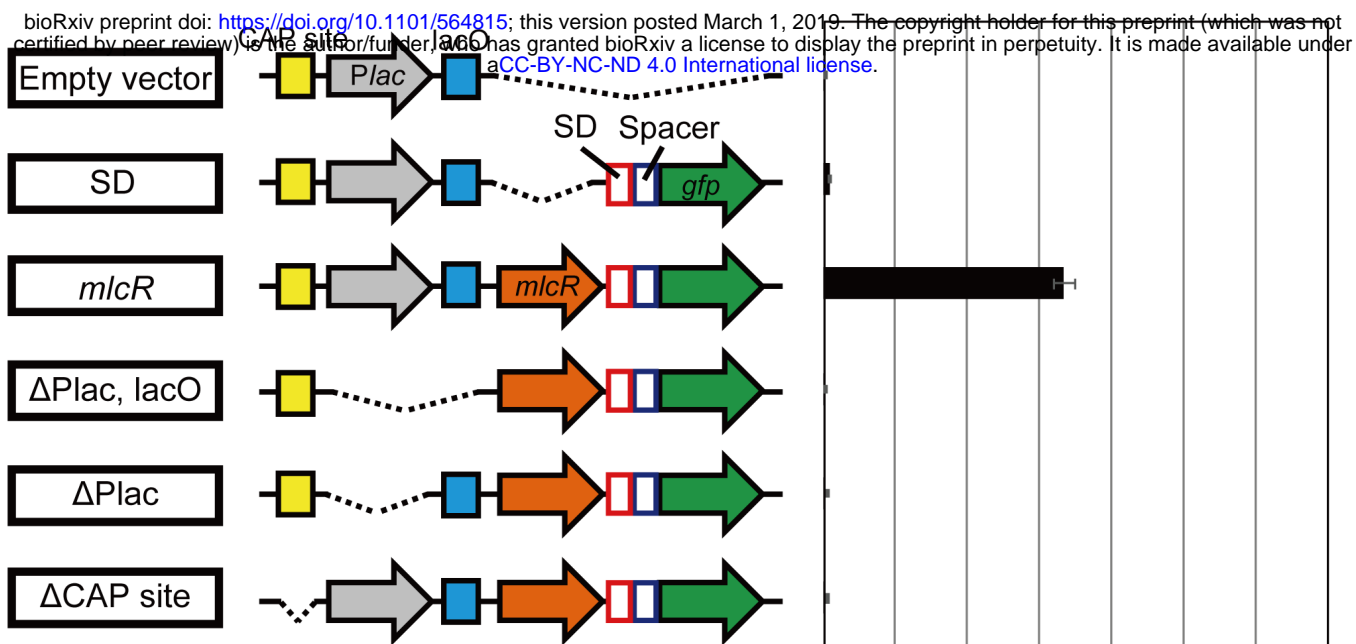 bioRxiv preprint doi: https://doi.org/10.1101/564815; this version posted March 1, 2019. The copyright holder for this preprint (which was not
certified by peer review) is the author/funder, who has granted bioRxiv a license to display the preprint in perpetuity. It is made available under
aCC-BY-NC-ND 4.0 International license.
CAP site lacO
Empty vector Plac
SD Spacer
SD gfp
mlcR mlcR
ΔPlac, lacO
ΔPlac
ΔCAP site